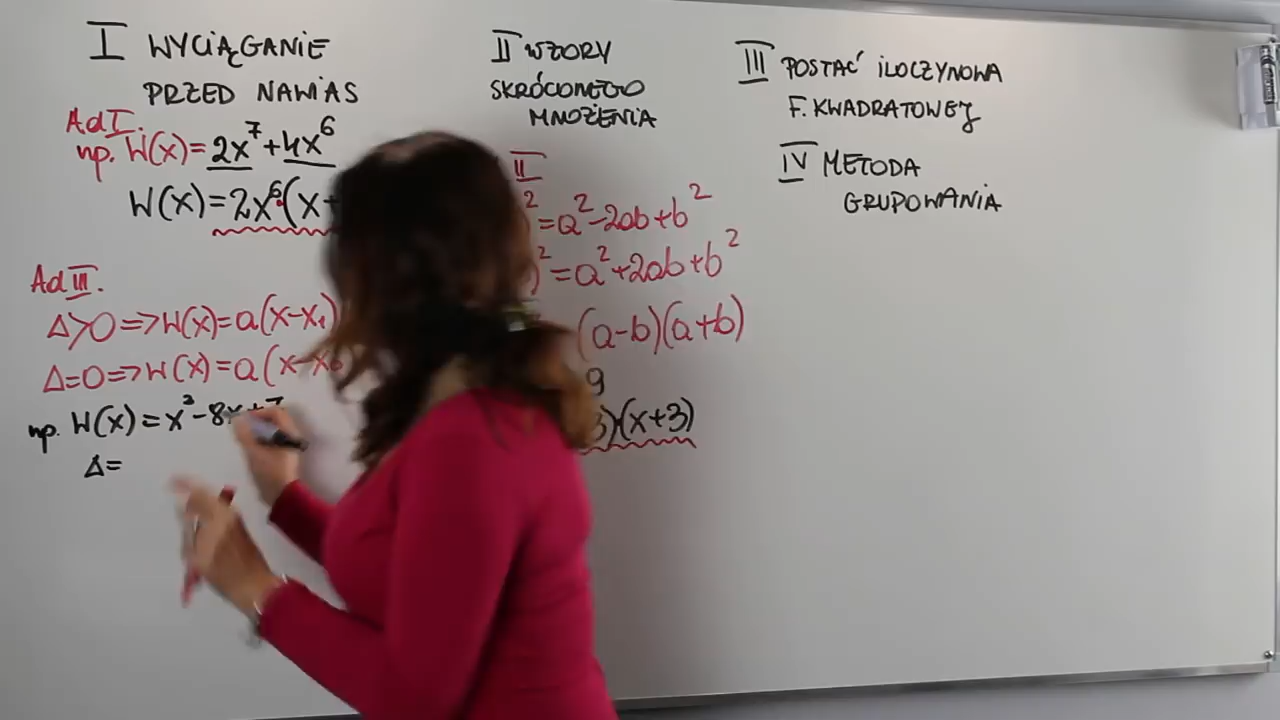 I WYCIĄGANIE
PRZED NAWIAS
II WZORY
SKRÓCONEGO
MNOŻENIA
III POSTAĆ ILOCZYNOWA
F. KWADRATOWEJ
IV METODA
GRUPOWANIA
Ad I.
np. W(x)=2x⁷+4x⁶
W(x)=2x⁶(x+
II
²=a²-2ab+b²
)²=a²+2ab+b²
(a-b)(a+b)
9
3)(x+3)
Ad III.
Δ>0=>W(x)=a(x-x₁)
Δ=0=>W(x)=a(x-x₀
np. W(x)=x²-8x+7
Δ=